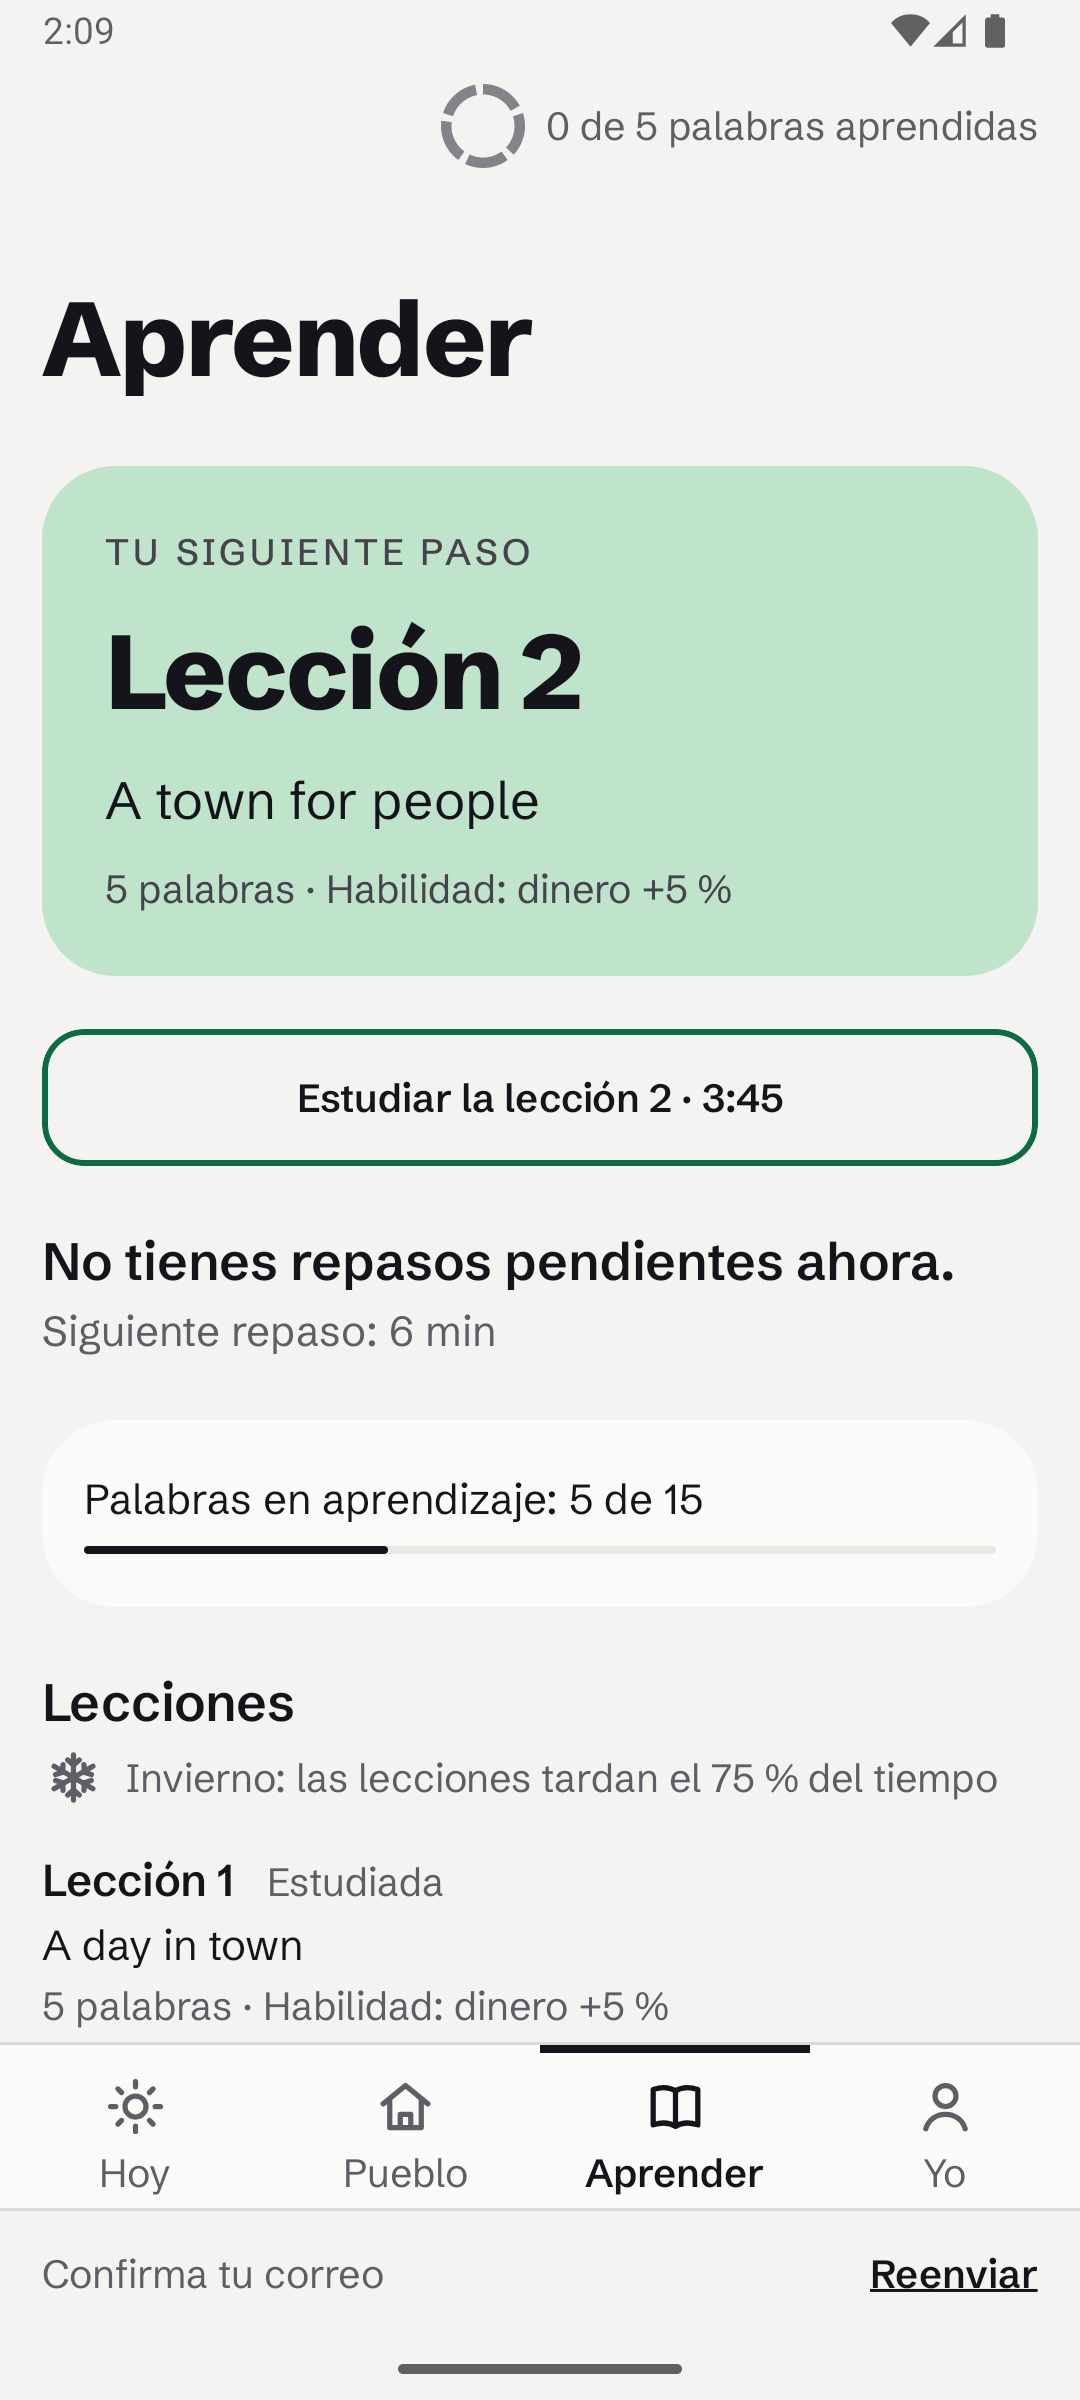 2:09
0 de 5 palabras aprendidas
Aprender
TU SIGUIENTE PASO
Lección 2
A town for people
5 palabras · Habilidad: dinero +5 %
Estudiar la lección 2 · 3:45
No tienes repasos pendientes ahora.
Siguiente repaso: 6 min
Palabras en aprendizaje: 5 de 15
Lecciones
Invierno: las lecciones tardan el 75 % del tiempo
Lección 1 Estudiada
A day in town
5 palabras · Habilidad: dinero +5 %
Hoy Pueblo Aprender Yo
Confirma tu correo Reenviar